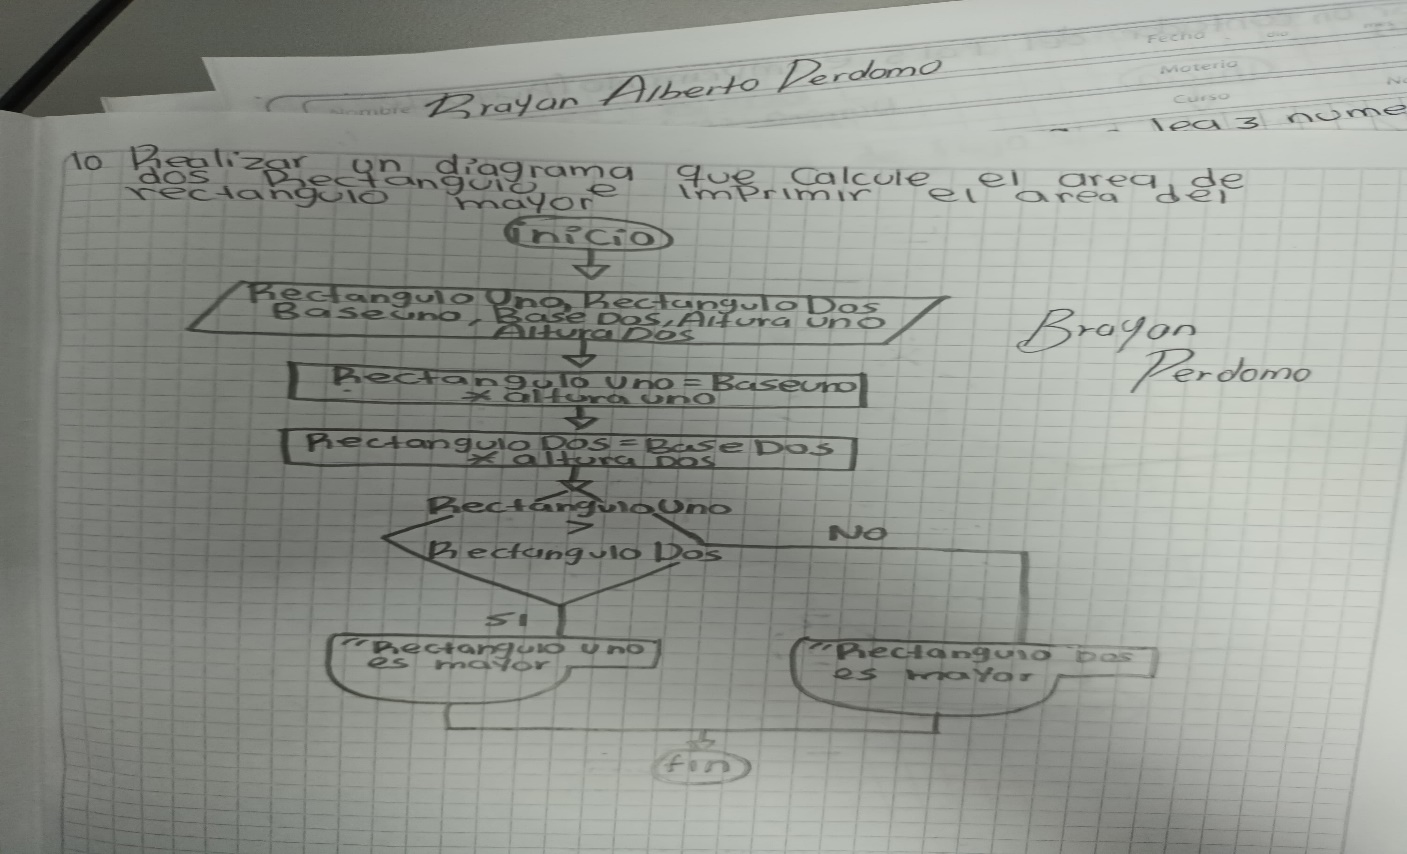 Fecha
Materia
Nombre Brayan Alberto Perdomo
Curso
lea 3 nume
10 Realizar un diagrama que calcule el area de
dos Rectangulo e imprimir el area del
rectangulo mayor
inicio
Rectangulo Uno, Rectangulo Dos
Base uno, Base Dos, Altura uno
Altura Dos
Brayan
Perdomo
Rectangulo uno = Base uno
* altura uno
Rectangulo Dos = Base Dos
* altura Dos
Rectangulo Uno
>
Rectangulo Dos
NO
SI
"Rectangulo uno
es mayor
"Rectangulo Dos
es mayor
fin